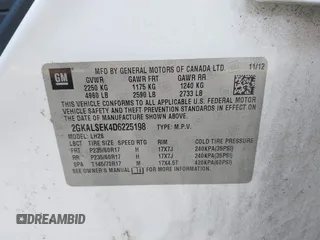 GM
MFD BY GENERAL MOTORS OF CANADA LTD. 11/12
GVWR GAWR FRT GAWR RR
2250 KG 1175 KG 1240 KG
4960 LB 2590 LB 2733 LB
THIS VEHICLE CONFORMS TO ALL APPLICABLE U.S. FEDERAL
MOTOR VEHICLE SAFETY, BUMPER, AND THEFT PREVENTION STANDARDS
IN EFFECT ON THE DATE OF MANUFACTURE SHOWN ABOVE.
2GKALSEK4D6225198 TYPE: M.P.V.
MODEL: LH26
LBCT TIRE SIZE SPEED RTG RIM COLD TIRE PRESSURE
FRT P235/60R17 H 17X7J 240KPA(35PSI)
RR P235/60R17 H 17X7J 240KPA(35PSI)
SPA T145/70R17 M 17X4.5T 420KPA(60PSI)
SEE OWNER'S MANUAL FOR MORE INFORMATION.